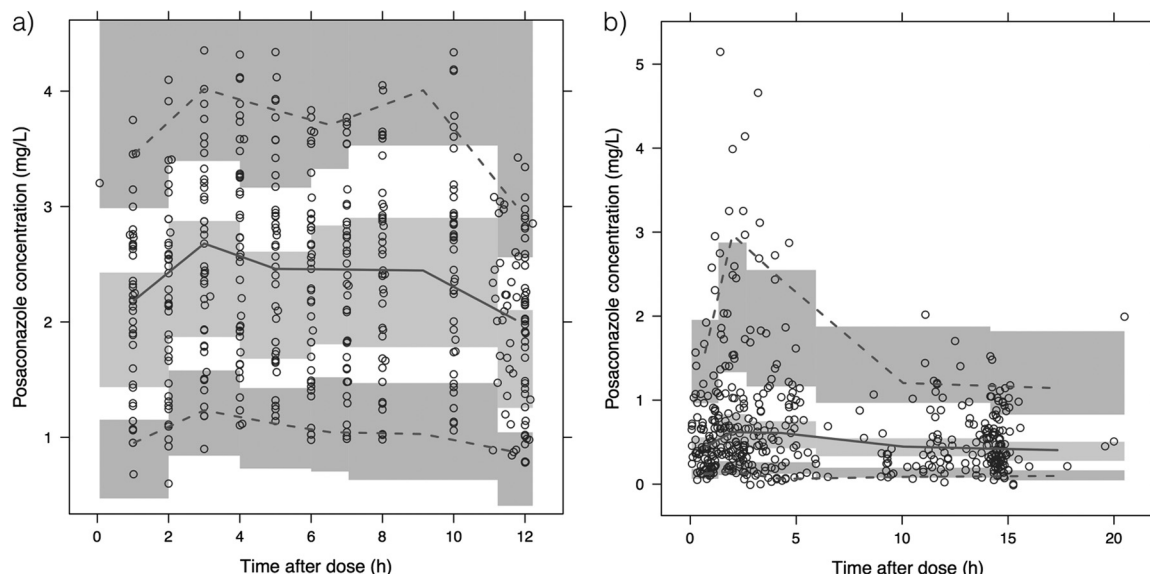 a)
Posaconazole concentration (mg/L)
4
3
2
1
0 2 4 6 8 10 12
Time after dose (h)
b)
Posaconazole concentration (mg/L)
5
4
3
2
1
0
0 5 10 15 20
Time after dose (h)